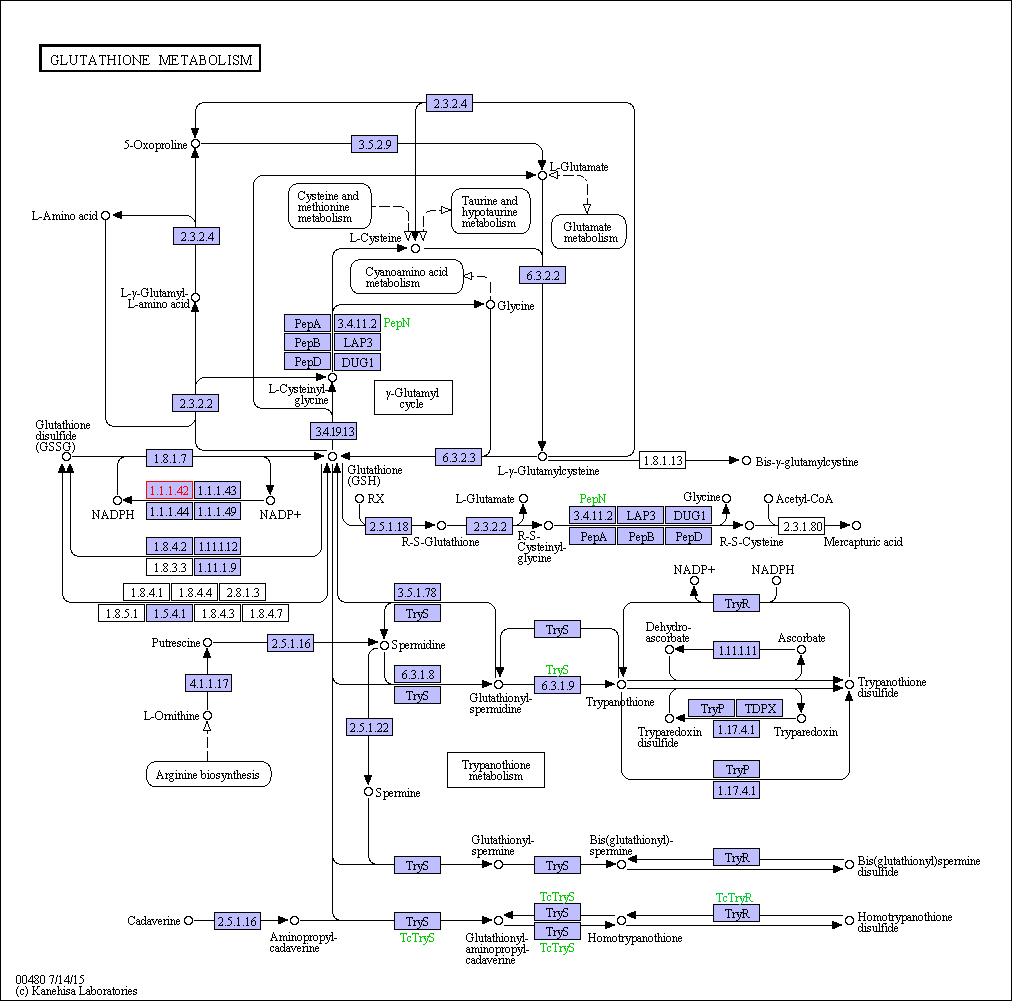 GLUTATHIONE METABOLISM
2.3.2.4
5-Oxoproline
3.5.2.9
L-Glutamate
Cysteine and
methionine
metabolism
Taurine and
hypotaurine
metabolism
L-Amino acid
2.3.2.4
L-Cysteine
Glutamate
metabolism
Cyanoamino acid
metabolism
6.3.2.2
L-γ-Glutamyl-
L-amino acid
Glycine
PepA
3.4.11.2
PepN
PepB
LAP3
PepD
DUG1
L-Cysteinyl-
glycine
γ-Glutamyl
cycle
2.3.2.2
3.4.19.13
Glutathione
disulfide
(GSSG)
1.8.1.7
Glutathione
(GSH)
6.3.2.3
L-γ-Glutamylcysteine
1.8.1.13
Bis-γ-glutamylcystine
1.1.1.42
1.1.1.43
1.1.1.44
1.1.1.49
NADPH
NADP+
RX
2.5.1.18
R-S-Glutathione
L-Glutamate
2.3.2.2
R-S-
Cysteinyl-
glycine
PepN
3.4.11.2
LAP3
DUG1
PepA
PepB
PepD
Glycine
R-S-Cysteine
Acetyl-CoA
2.3.1.80
Mercapturic acid
1.8.4.2
1.11.1.12
1.8.3.3
1.11.1.9
1.8.4.1
1.8.4.4
2.8.1.3
1.8.5.1
1.5.4.1
1.8.4.3
1.8.4.7
3.5.1.78
TryS
NADP+
NADPH
TryR
Putrescine
2.5.1.16
Spermidine
TryS
Dehydro-
ascorbate
Ascorbate
1.11.1.11
4.1.1.17
6.3.1.8
TryS
Glutathionyl-
spermidine
TryS
6.3.1.9
Trypanothione
Trypanothione
disulfide
L-Ornithine
2.5.1.22
TryP
TDPX
1.17.4.1
Tryparedoxin
disulfide
Tryparedoxin
Arginine biosynthesis
Trypanothione
metabolism
TryP
1.17.4.1
Spermine
Glutathionyl-
spermine
Bis(glutathionyl)-
spermine
TryS
TryS
TryR
Bis(glutathionyl)spermine
disulfide
Cadaverine
2.5.1.16
Aminopropyl-
cadaverine
TryS
TcTryS
Glutathionyl-
aminopropyl-
cadaverine
TcTryS
TryS
TryS
TcTryS
Homotrypanothione
TcTryR
TryR
Homotrypanothione
disulfide
00480 7/14/15
(c) Kanehisa Laboratories